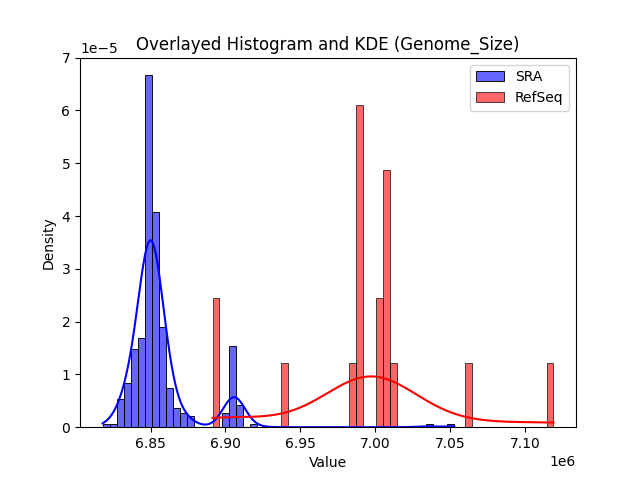 Overlayed Histogram and KDE (Genome_Size)
1e−5
7
6
5
4
3
2
1
0
Density
SRA
RefSeq
6.85 6.90 6.95 7.00 7.05 7.10
1e6
Value